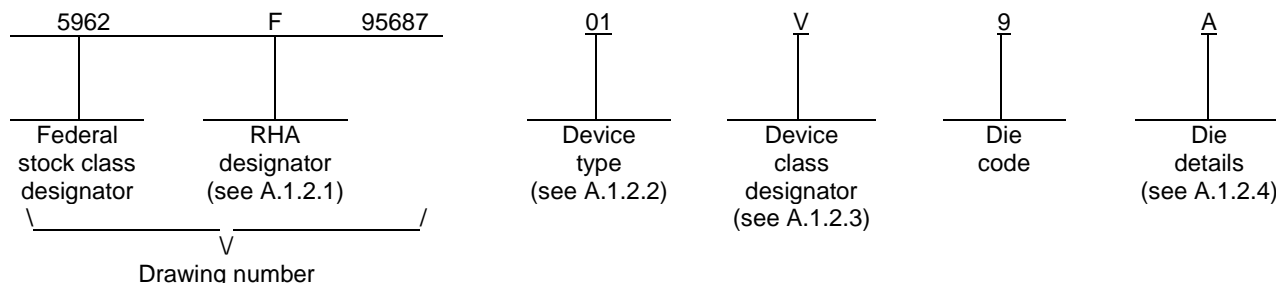 5962 F 95687 01 V 9 A
Federal stock class designator
RHA designator (see A.1.2.1)
Device type (see A.1.2.2)
Device class designator (see A.1.2.3)
Die code
Die details (see A.1.2.4)
Drawing number